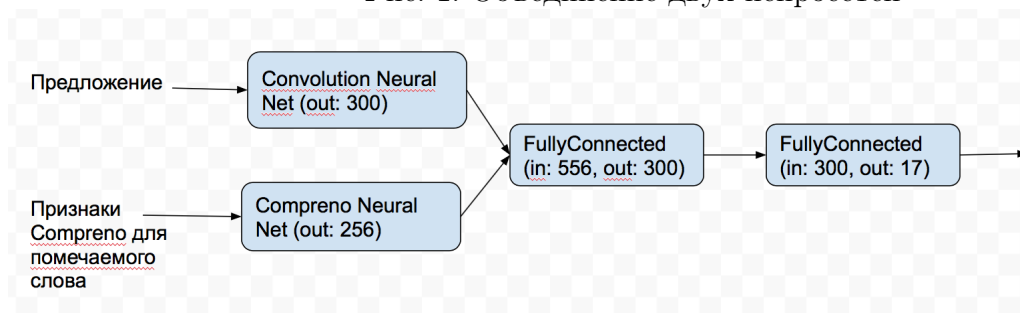 Предложение
Convolution Neural
Net (out: 300)
FullyConnected
(in: 556, out: 300)
FullyConnected
(in: 300, out: 17)
Признаки
Compreno для
помечаемого
слова
Compreno Neural
Net (out: 256)